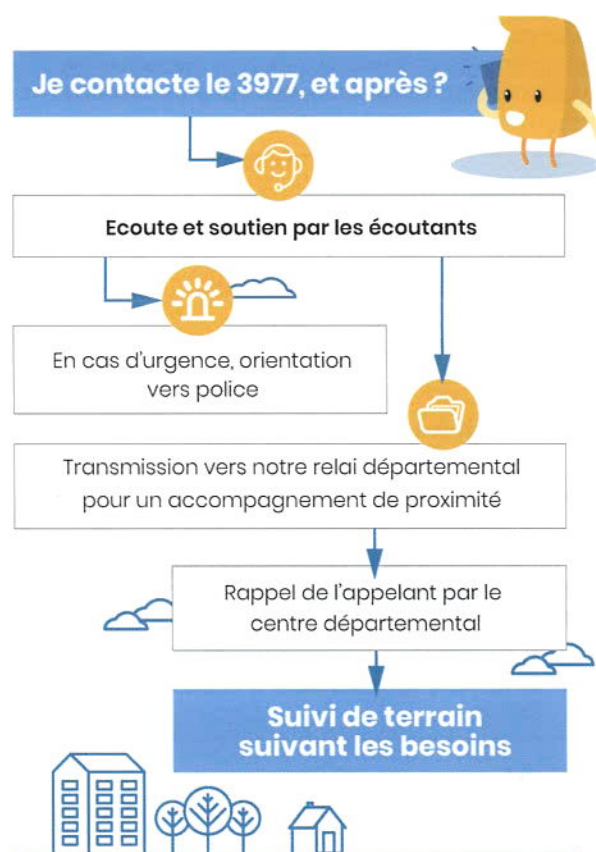 Je contacte le 3977, et après ?
Ecoute et soutien par les écoutants
En cas d'urgence, orientation
vers police
Transmission vers notre relai départemental
pour un accompagnement de proximité
Rappel de l'appelant par le
centre départemental
Suivi de terrain
suivant les besoins